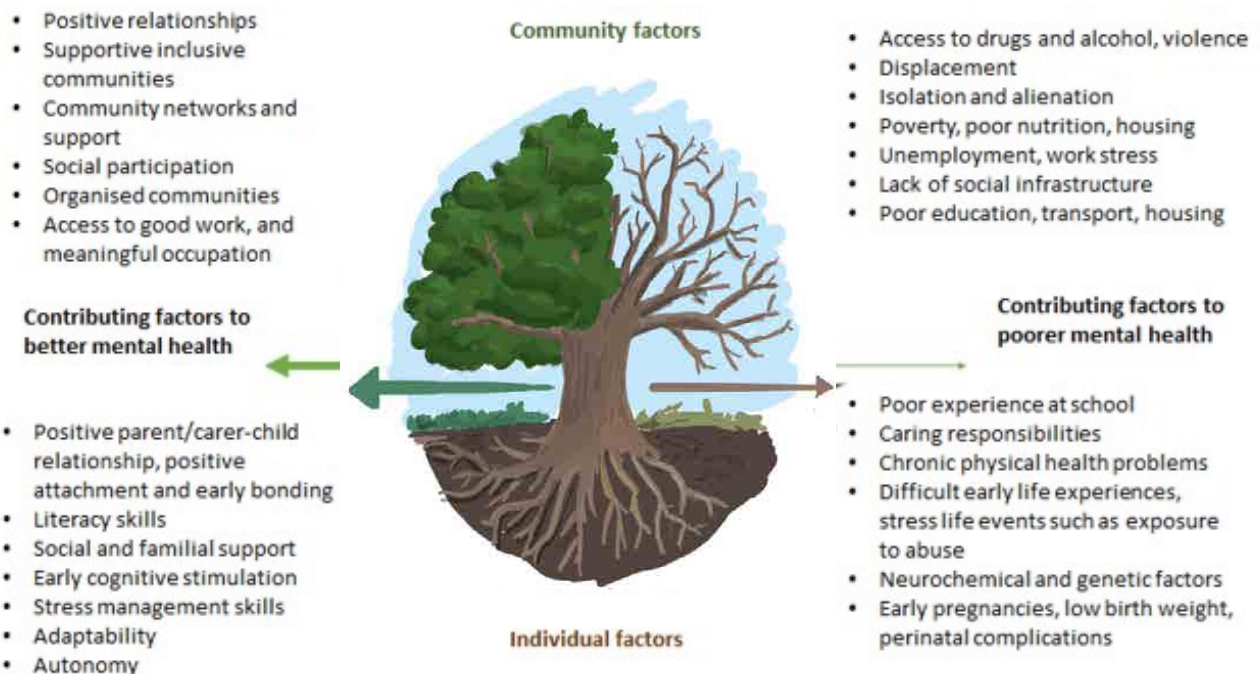 Community factors
• Positive relationships
• Supportive inclusive
communities
• Community networks and
support
• Social participation
• Organised communities
• Access to good work, and
meaningful occupation
• Access to drugs and alcohol, violence
• Displacement
• Isolation and alienation
• Poverty, poor nutrition, housing
• Unemployment, work stress
• Lack of social infrastructure
• Poor education, transport, housing
Contributing factors to
better mental health
Contributing factors to
poorer mental health
• Positive parent/carer-child
relationship, positive
attachment and early bonding
• Literacy skills
• Social and familial support
• Early cognitive stimulation
• Stress management skills
• Adaptability
• Autonomy
• Poor experience at school
• Caring responsibilities
• Chronic physical health problems
• Difficult early life experiences,
stress life events such as exposure
to abuse
• Neurochemical and genetic factors
• Early pregnancies, low birth weight,
perinatal complications
Individual factors